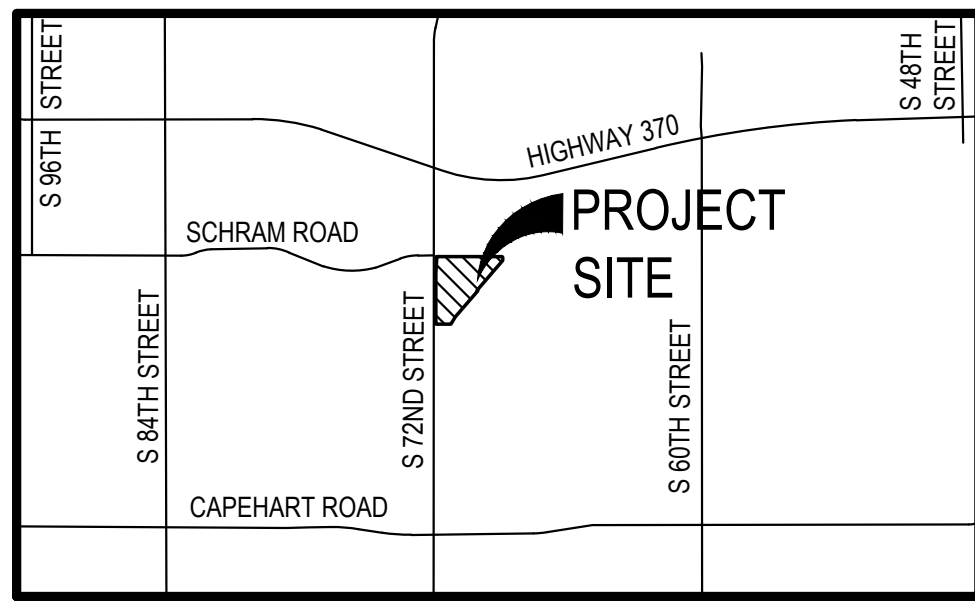 S 96TH STREET
S 48TH
STREET
HIGHWAY 370
PROJECT
SITE
SCHRAM ROAD
S 84TH STREET
S 72ND STREET
S 60TH STREET
CAPEHART ROAD